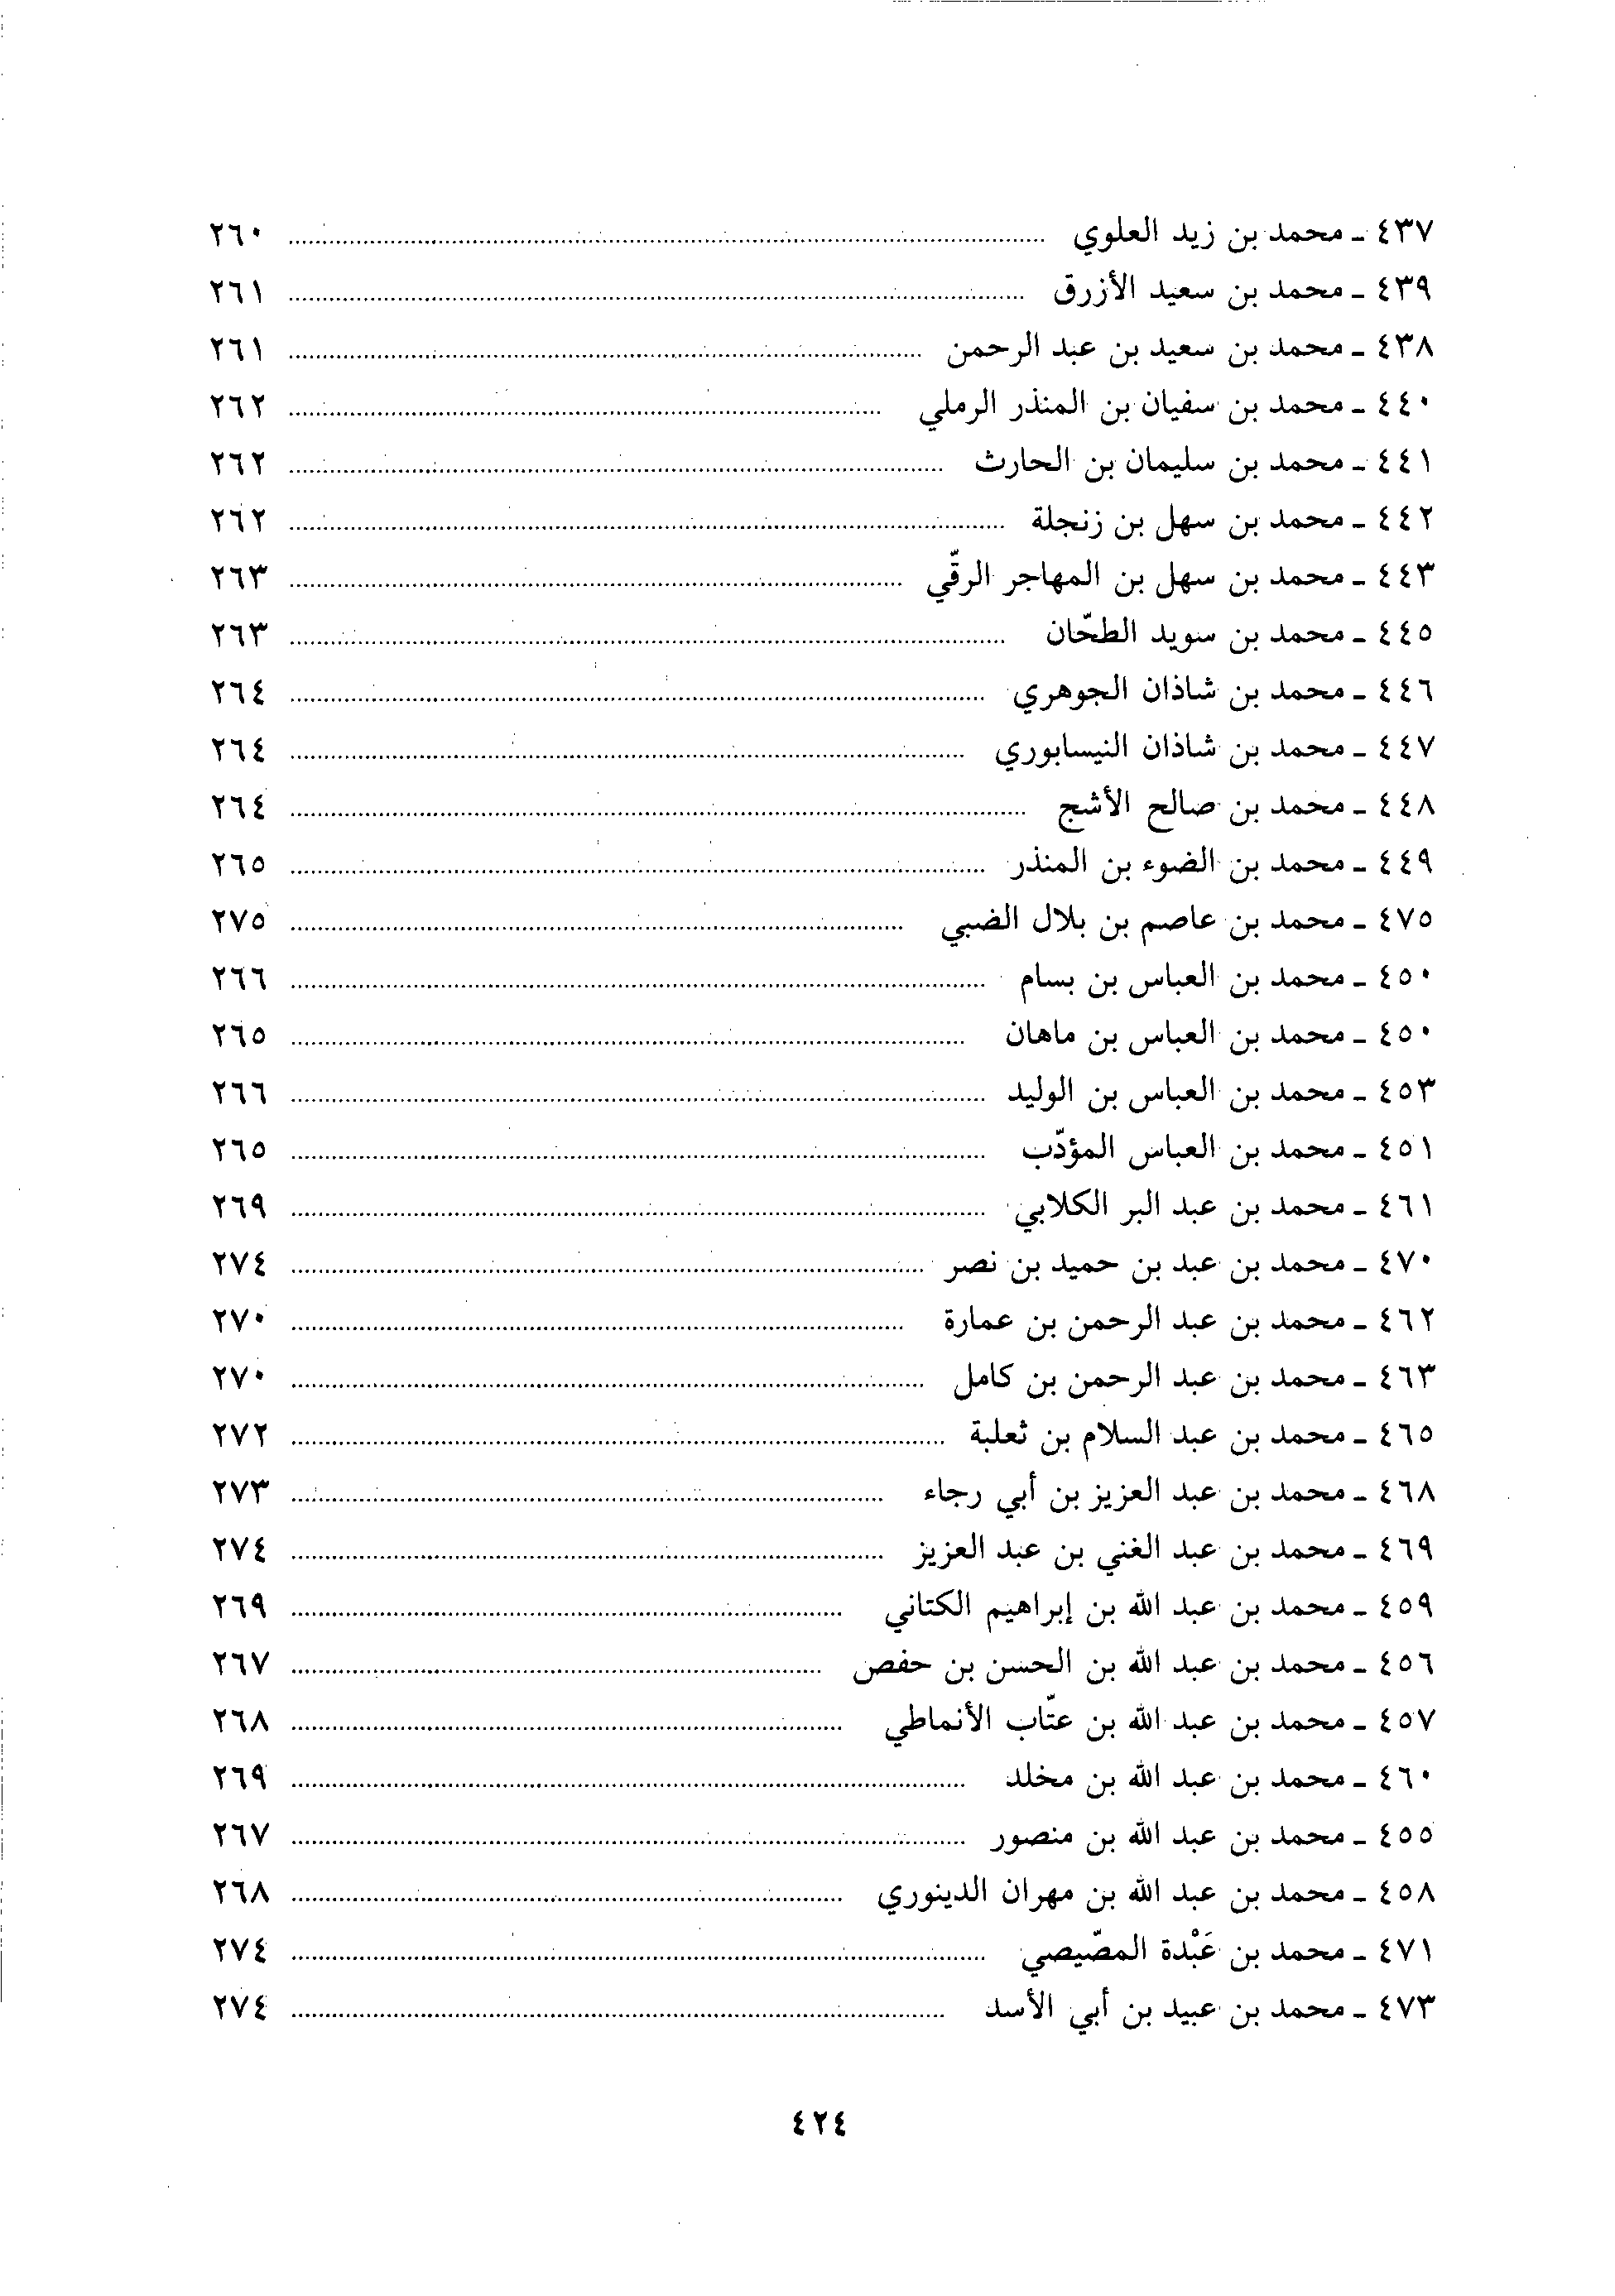 ٤٣٧ ـ محمد بن زيد العلوي ........ ٢٦٠
٤٣٩ ـ محمد بن سعيد الأزرق ........ ٢٦١
٤٣٨ ـ محمد بن سعيد بن عبد الرحمن ........ ٢٦١
٤٤٠ ـ محمد بن سفيان بن المنذر الرملي ........ ٢٦٢
٤٤١ ـ محمد بن سليمان بن الحارث ........ ٢٦٢
٤٤٢ ـ محمد بن سهل بن زنجلة ........ ٢٦٢
٤٤٣ ـ محمد بن سهل بن المهاجر الرقّي ........ ٢٦٣
٤٤٥ ـ محمد بن سويد الطحّان ........ ٢٦٣
٤٤٦ ـ محمد بن شاذان الجوهري ........ ٢٦٤
٤٤٧ ـ محمد بن شاذان النيسابوري ........ ٢٦٤
٤٤٨ ـ محمد بن صالح الأشج ........ ٢٦٤
٤٤٩ ـ محمد بن الضوء بن المنذر ........ ٢٦٥
٤٧٥ ـ محمد بن عاصم بن بلال الضبي ........ ٢٧٥
٤٥٠ ـ محمد بن العباس بن بسام ........ ٢٦٦
٤٥٠ ـ محمد بن العباس بن ماهان ........ ٢٦٥
٤٥٣ ـ محمد بن العباس بن الوليد ........ ٢٦٦
٤٥١ ـ محمد بن العباس المؤدّب ........ ٢٦٥
٤٦١ ـ محمد بن عبد البر الكلابي ........ ٢٦٩
٤٧٠ ـ محمد بن عبد بن حميد بن نصر ........ ٢٧٤
٤٦٢ ـ محمد بن عبد الرحمن بن عمارة ........ ٢٧٠
٤٦٣ ـ محمد بن عبد الرحمن بن كامل ........ ٢٧٠
٤٦٥ ـ محمد بن عبد السلام بن ثعلبة ........ ٢٧٢
٤٦٨ ـ محمد بن عبد العزيز بن أبي رجاء ........ ٢٧٣
٤٦٩ ـ محمد بن عبد الغني بن عبد العزيز ........ ٢٧٤
٤٥٩ ـ محمد بن عبد الله بن إبراهيم الكتاني ........ ٢٦٩
٤٥٦ ـ محمد بن عبد الله بن الحسن بن حفص ........ ٢٦٧
٤٥٧ ـ محمد بن عبد الله بن عتّاب الأنماطي ........ ٢٦٨
٤٦٠ ـ محمد بن عبد الله بن مخلد ........ ٢٦٩
٤٥٥ ـ محمد بن عبد الله بن منصور ........ ٢٦٧
٤٥٨ ـ محمد بن عبد الله بن مهران الدينوري ........ ٢٦٨
٤٧١ ـ محمد بن عَبْدة المصّيصي ........ ٢٧٤
٤٧٣ ـ محمد بن عبيد بن أبي الأسد ........ ٢٧٤
٤٢٤